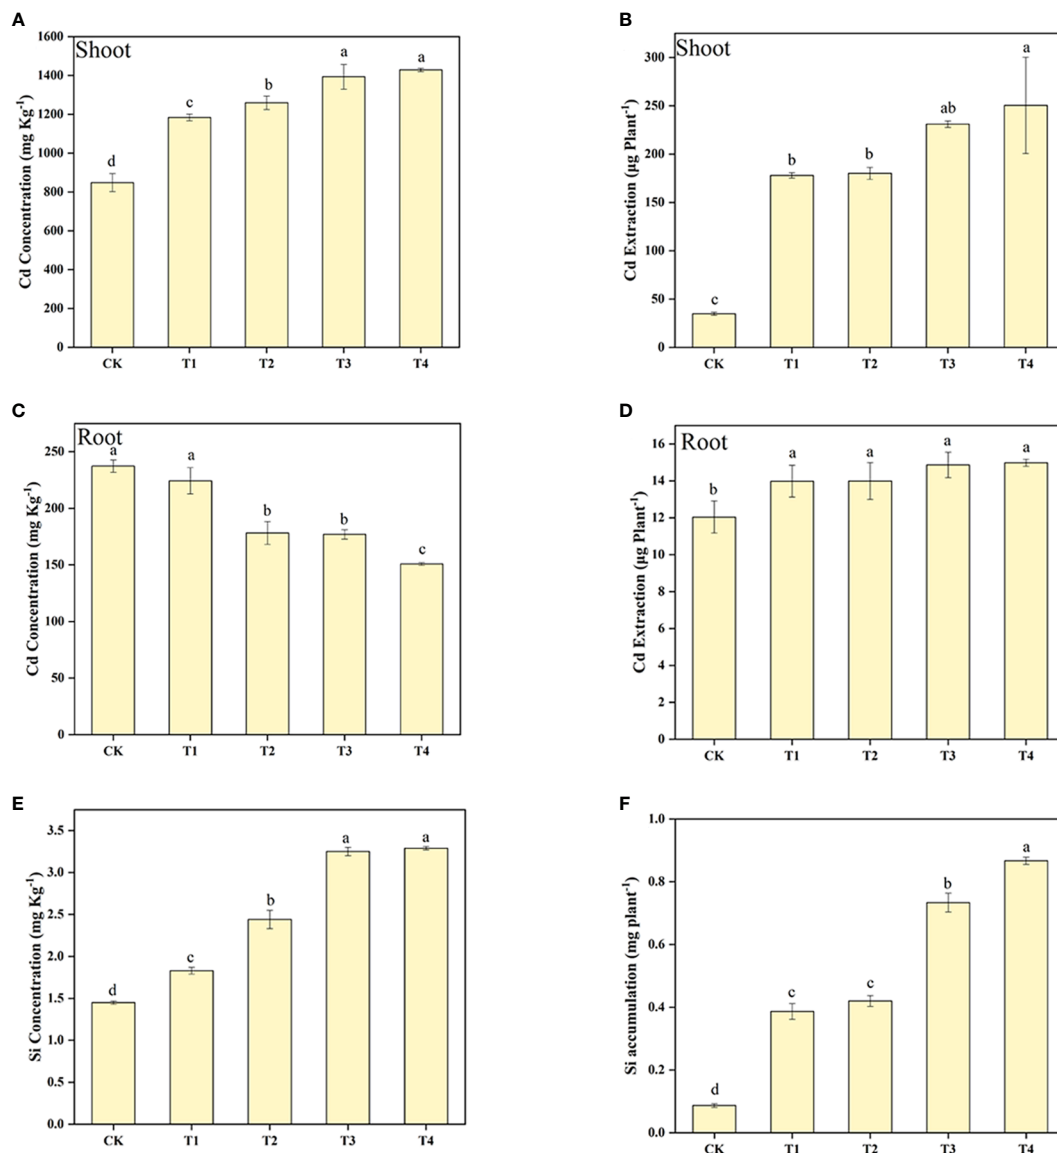 A
Shoot
Cd Concentration (mg Kg⁻¹)
1600
1400
1200
1000
800
600
400
200
0
d
c
b
a
a
CK T1 T2 T3 T4
B
Shoot
Cd Extraction (µg Plant⁻¹)
300
250
200
150
100
50
0
c
b
b
ab
a
CK T1 T2 T3 T4
C
Root
Cd Concentration (mg Kg⁻¹)
250
200
150
100
50
0
a
a
b
b
c
CK T1 T2 T3 T4
D
Root
Cd Extraction (µg Plant⁻¹)
16
14
12
10
8
6
4
2
0
b
a
a
a
a
CK T1 T2 T3 T4
E
Si Concentration (mg Kg⁻¹)
3.5
3.0
2.5
2.0
1.5
1.0
0.5
0.0
d
c
b
a
a
CK T1 T2 T3 T4
F
Si accumulation (mg plant⁻¹)
1.0
0.8
0.6
0.4
0.2
0.0
d
c
c
b
a
CK T1 T2 T3 T4